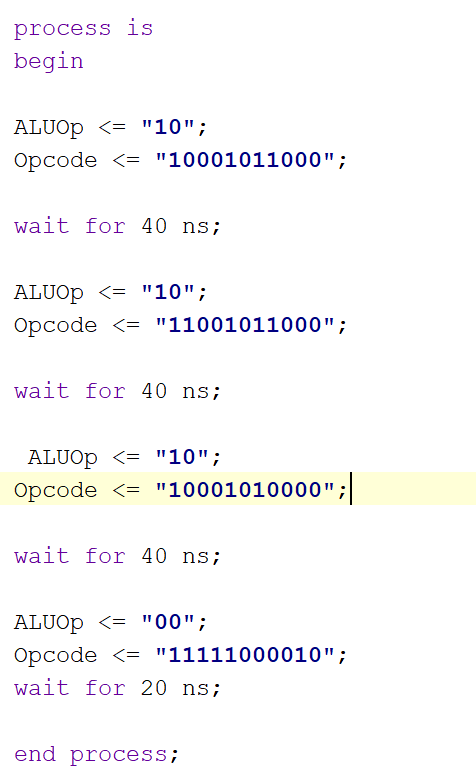 process is
begin
ALUOp <= "10";
Opcode <= "10001011000";
wait for 40 ns;
ALUOp <= "10";
Opcode <= "11001011000";
wait for 40 ns;
ALUOp <= "10";
Opcode <= "10001010000";
wait for 40 ns;
ALUOp <= "00";
Opcode <= "11111000010";
wait for 20 ns;
end process;